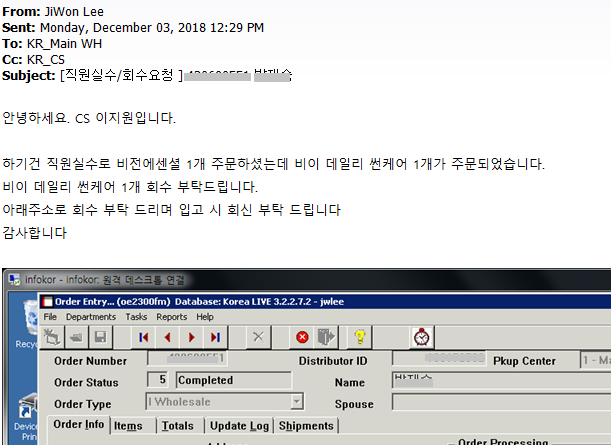 From: JiWon Lee
Sent: Monday, December 03, 2018 12:29 PM
To: KR_Main WH
Cc: KR_CS
Subject: [직원실수/회수요청 ]
안녕하세요. CS 이지원입니다.
하기건 직원실수로 비전에센셜 1개 주문하셨는데 비이 데일리 썬케어 1개가 주문되었습니다.
비이 데일리 썬케어 1개 회수 부탁드립니다.
아래주소로 회수 부탁 드리며 입고 시 회신 부탁 드립니다
감사합니다
infokor - infokor: 원격 데스크톱 연결
Order Entry... (oe2300fm) Database: Korea LIVE 3.2.2.7.2 - jwlee
File Departments Tasks Reports Help
Order Number Distributor ID Pkup Center 1 -
Order Status 5 Completed Name
Order Type I Wholesale Spouse
Order Info Items Totals Update Log Shipments
Order Processing